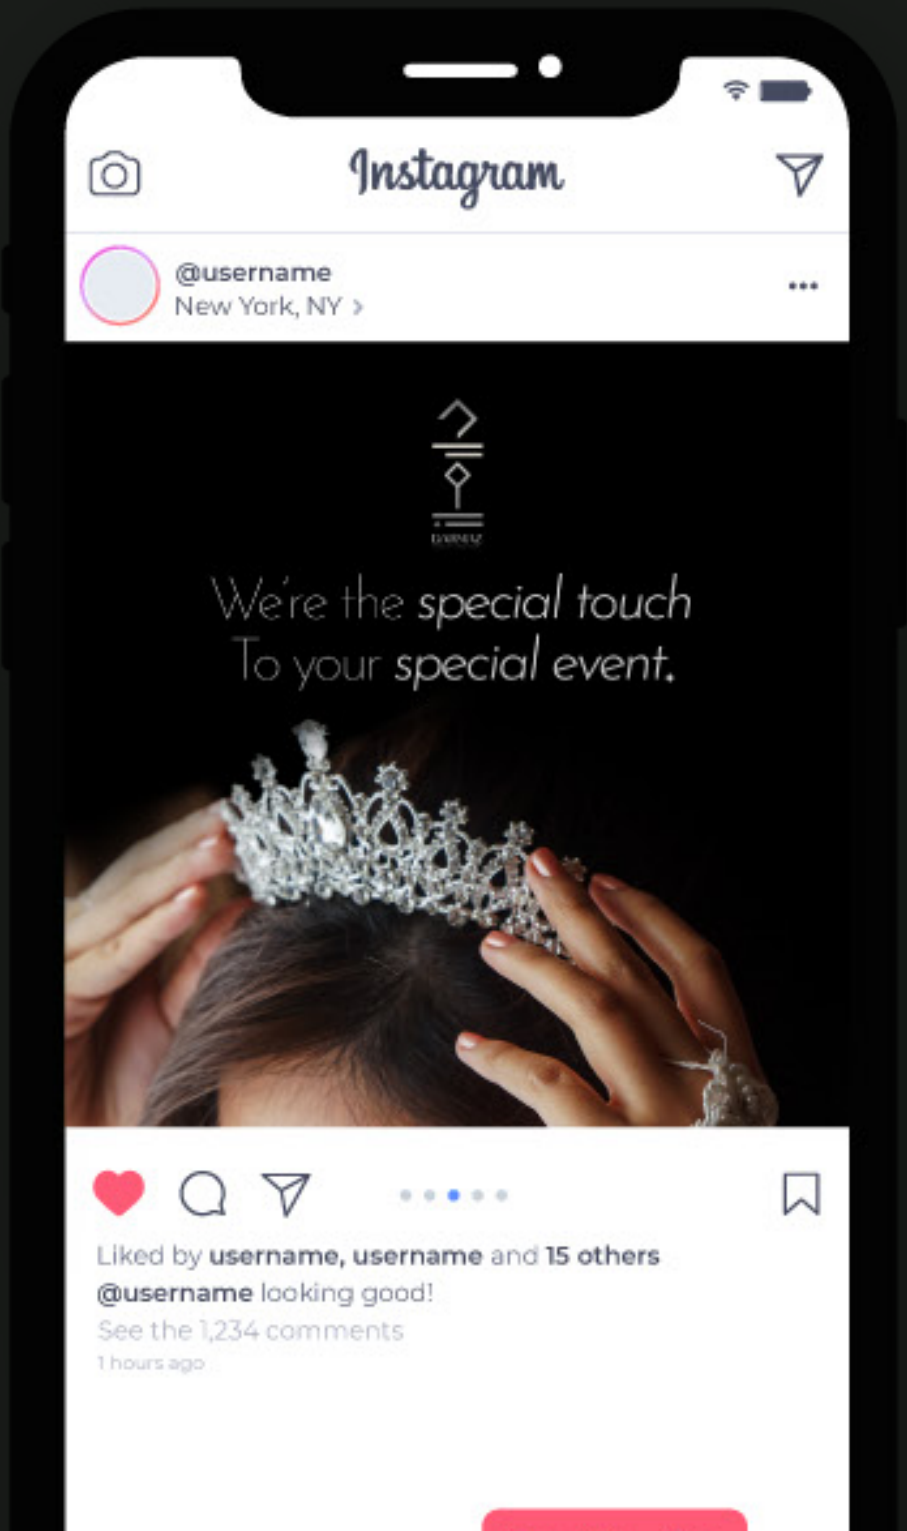 Instagram
@username
New York, NY >
We're the special touch
To your special event.
Liked by username, username and 15 others
@username looking good!
See the 1,234 comments
1 hours ago